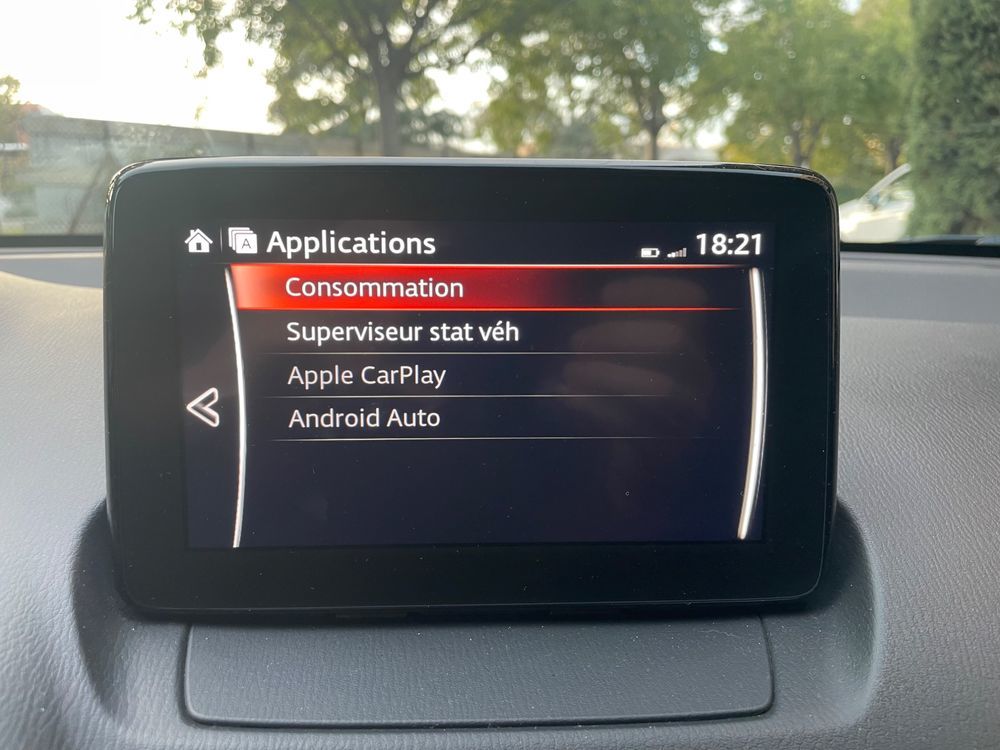 A Applications 18:21
Consommation
Superviseur stat véh
Apple CarPlay
Android Auto